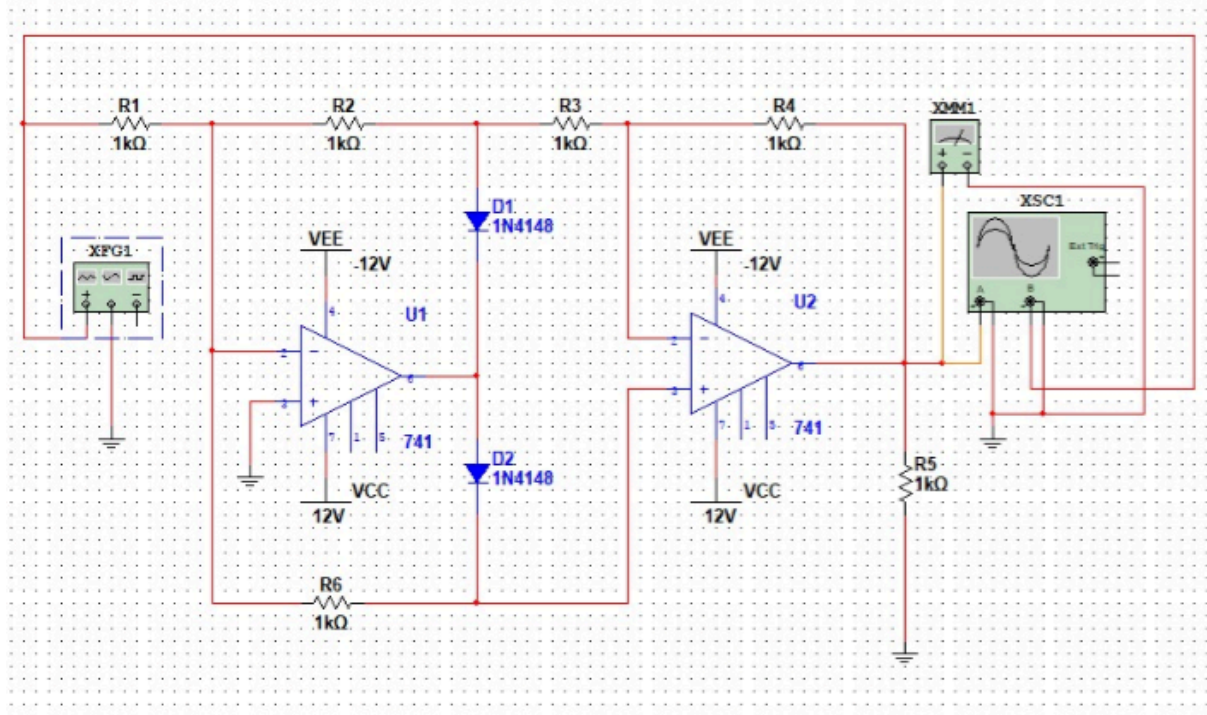 R1
1kΩ
R2
1kΩ
R3
1kΩ
R4
1kΩ
XMM1
+ −
XSC1
Ext Trig
A
B
XFG1
+ −
VEE
-12V
4
U1
2
−
3
+
6
7
1
5
741
VCC
12V
D1
1N4148
D2
1N4148
VEE
-12V
4
U2
2
−
3
+
6
7
1
5
741
VCC
12V
R5
1kΩ
R6
1kΩ